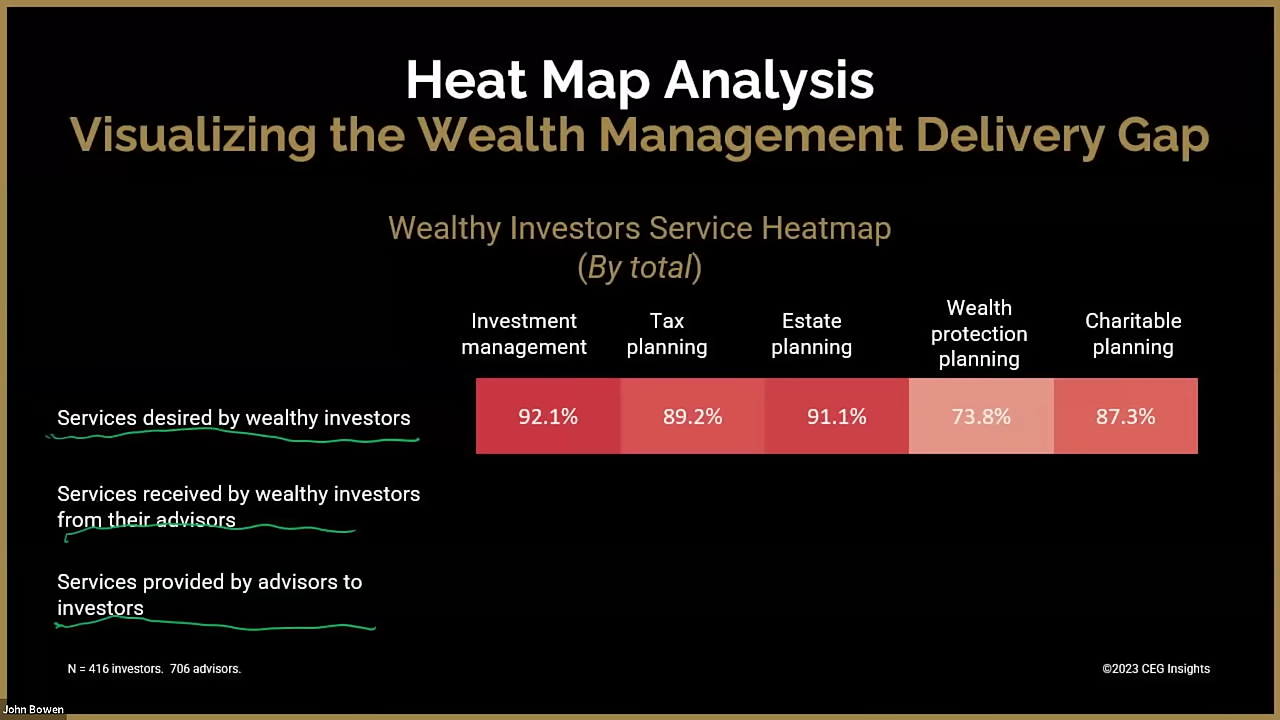 Heat Map Analysis
Visualizing the Wealth Management Delivery Gap
Wealthy Investors Service Heatmap
(By total)
Investment
management
Tax
planning
Estate
planning
Wealth
protection
planning
Charitable
planning
Services desired by wealthy investors
92.1%
89.2%
91.1%
73.8%
87.3%
Services received by wealthy investors
from their advisors
Services provided by advisors to
investors
N = 416 investors.  706 advisors.
©2023 CEG Insights
John Bowen